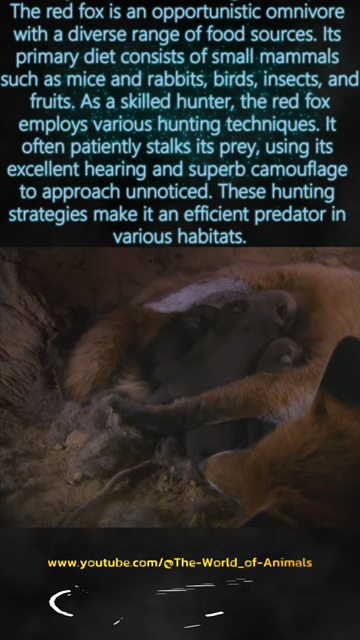 The red fox is an opportunistic omnivore
with a diverse range of food sources. Its
primary diet consists of small mammals
such as mice and rabbits, birds, insects, and
fruits. As a skilled hunter, the red fox
employs various hunting techniques. It
often patiently stalks its prey, using its
excellent hearing and superb camouflage
to approach unnoticed. These hunting
strategies make it an efficient predator in
various habitats.
www.youtube.com/@The-World_of-Animals